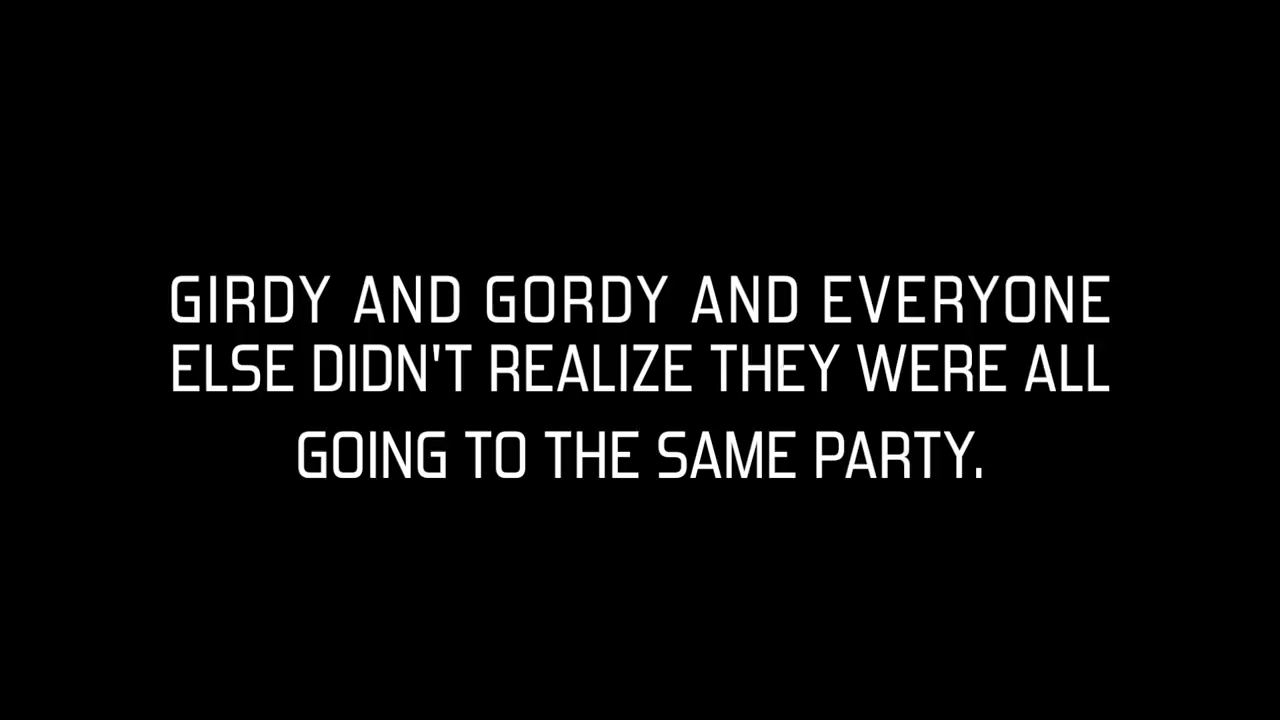 GIRDY AND GORDY AND EVERYONE
ELSE DIDN'T REALIZE THEY WERE ALL
GOING TO THE SAME PARTY.